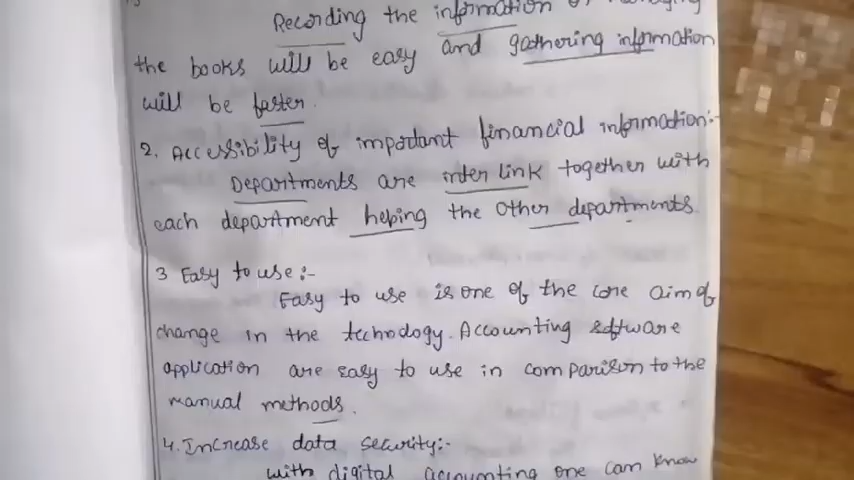 Recording the information
the books will be easy and gathering information
will be faster.
2. Accessibility of important financial information:-
Departments are inter link together with
each department heping the other departments.
3 Easy to use :-
Easy to use is one of the core aim of
change in the technology. Accounting software
application are easy to use in comparison to the
manual methods.
4. Increase data security:-
with digital accounting one can know